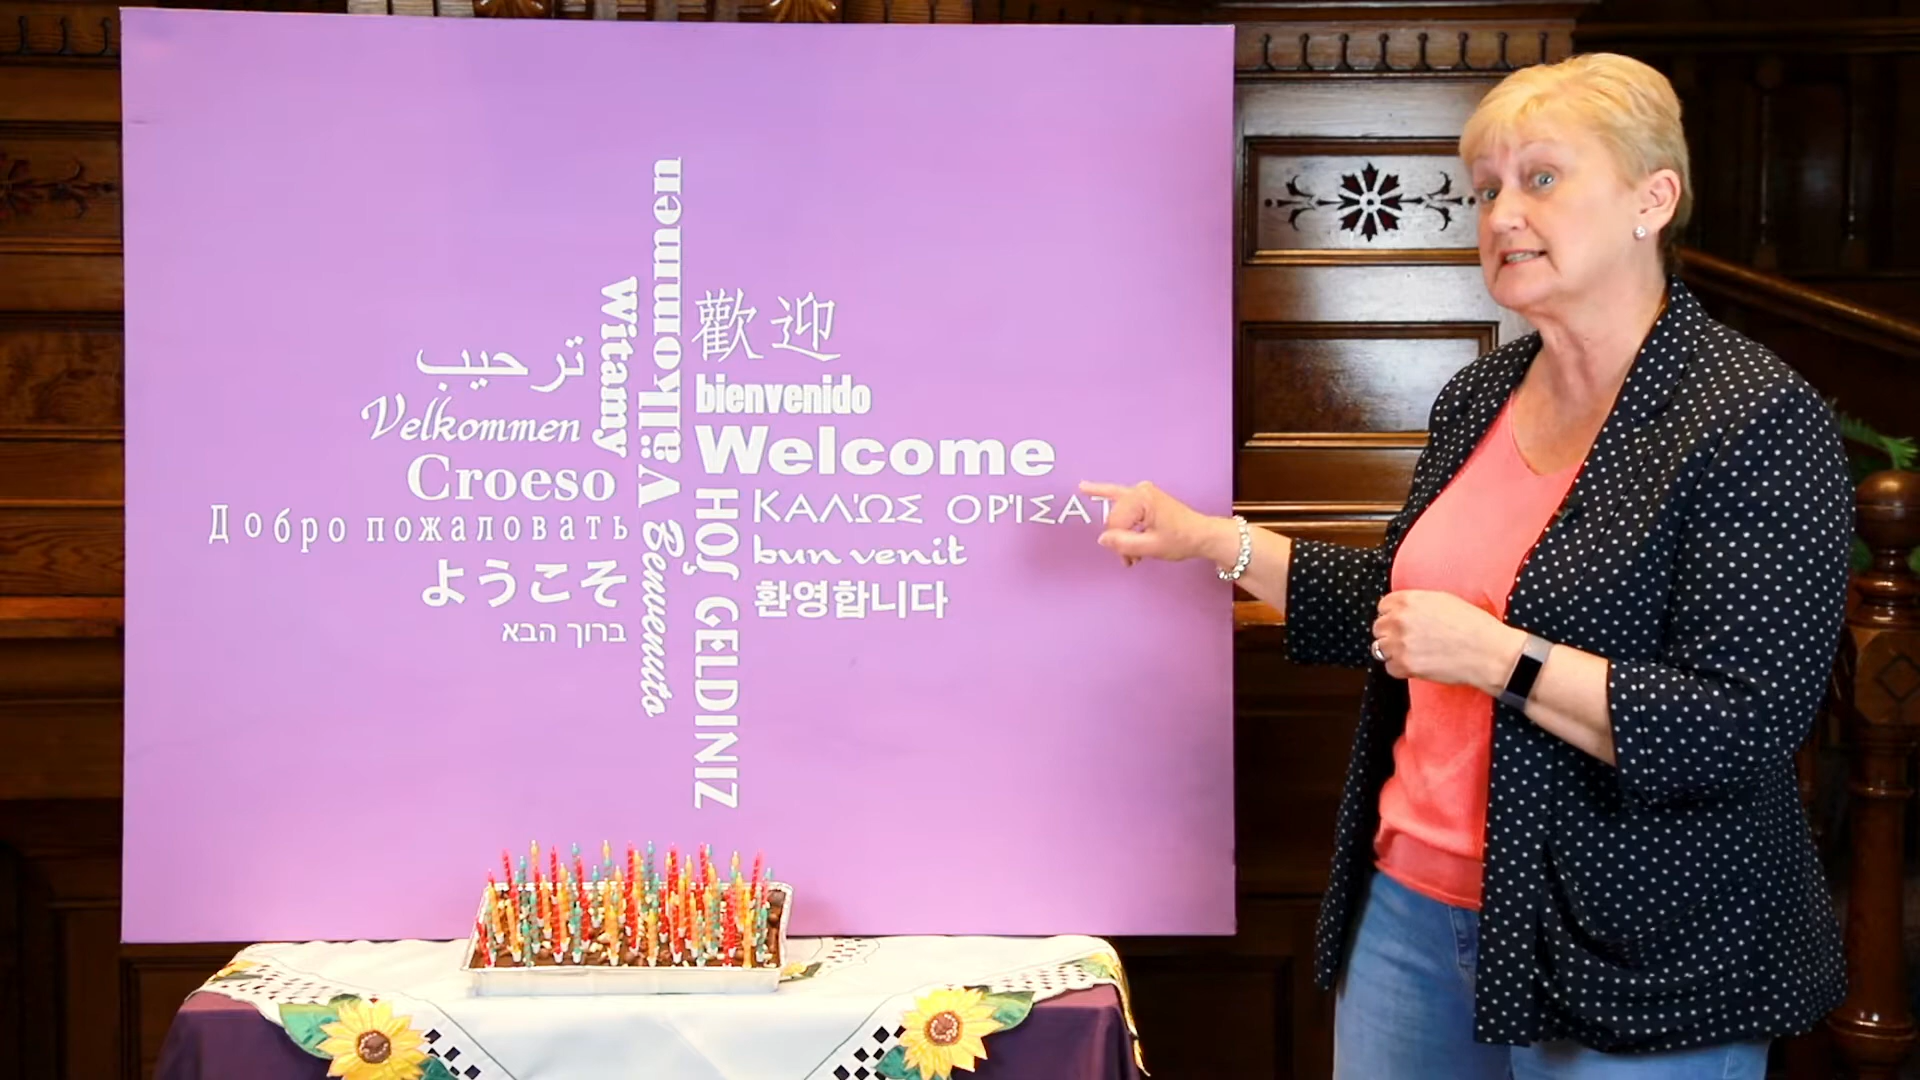 Välkommen
Witamy
歡迎
ترحيب
bienvenido
Velkommen
Welcome
Croeso
ΚΑΛΏΣ
Добро пожаловать
bun venit
ようこそ
환영합니다
ברוך הבא
Benvenuto
HOŞ GELDINIZ